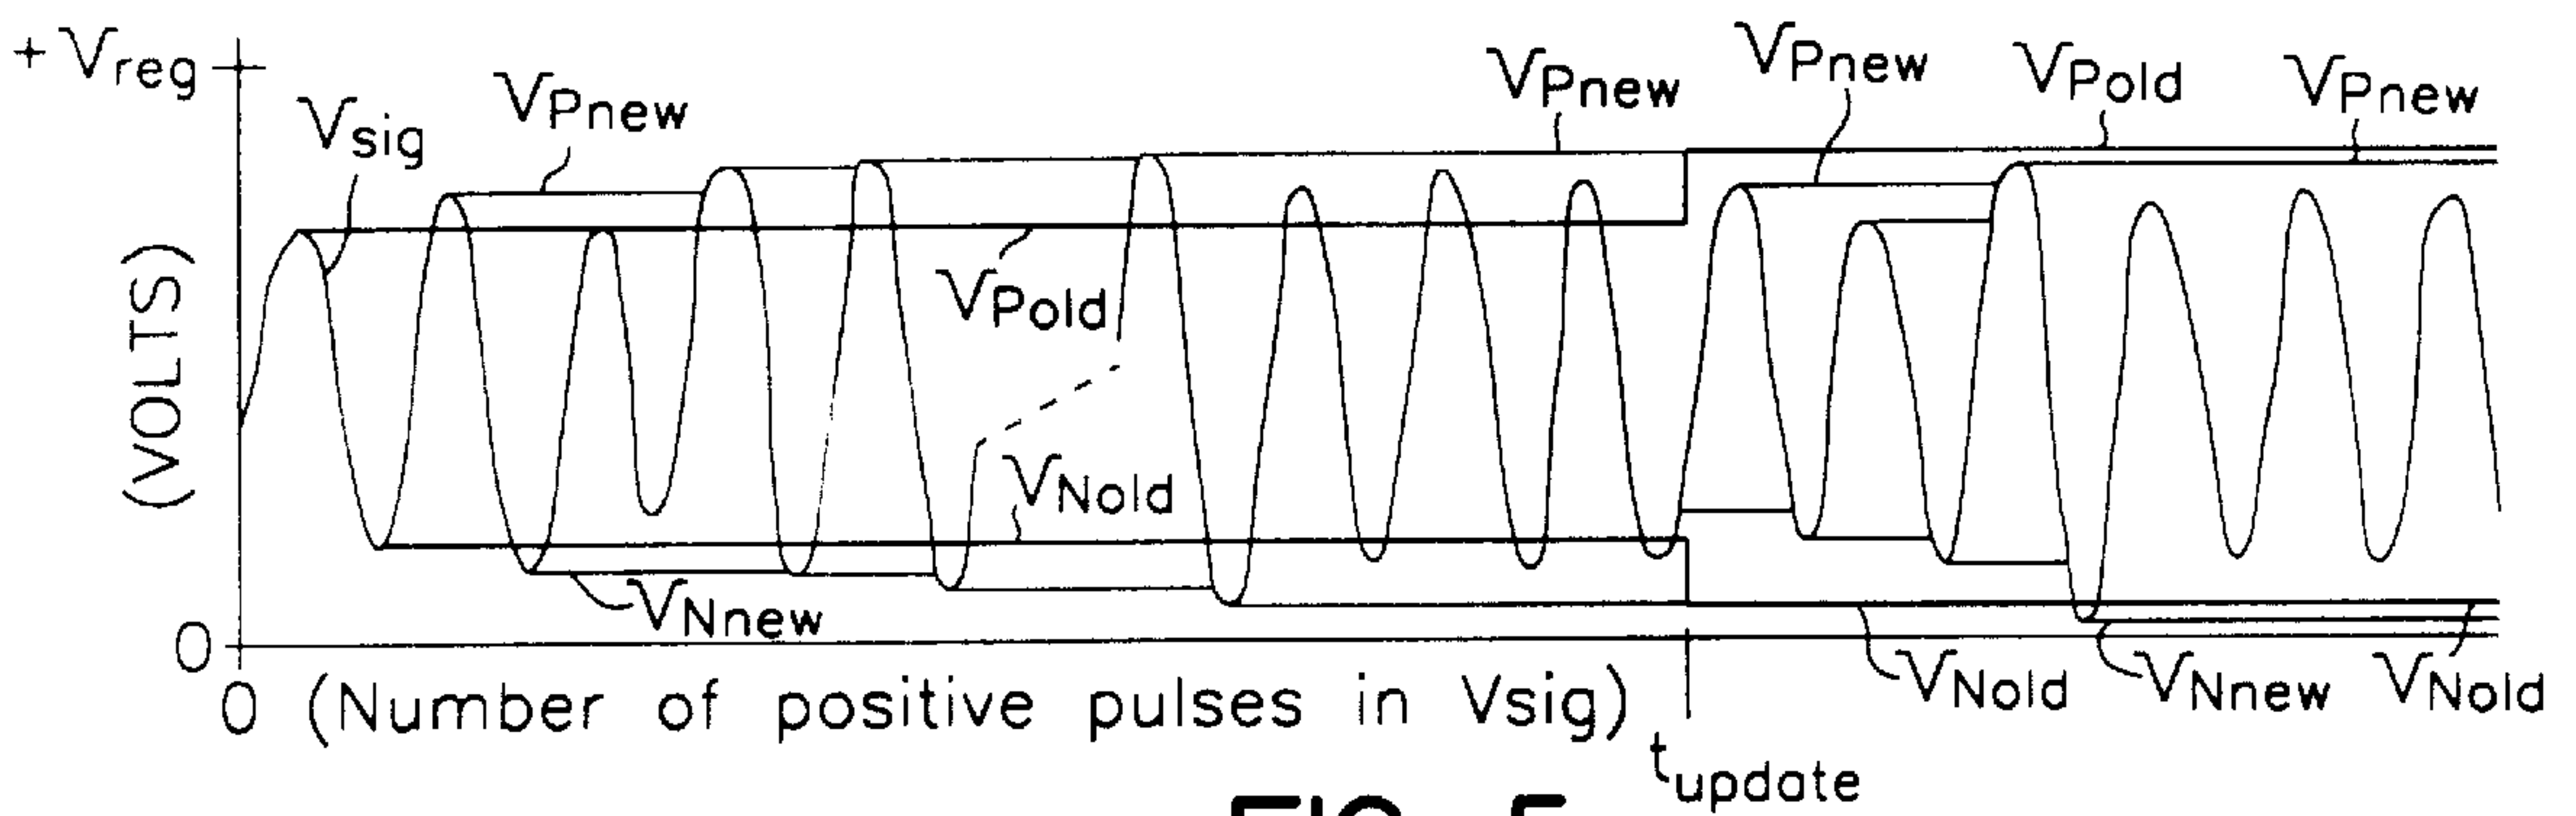 + Vreg
Vsig
VPnew
VPnew
VPnew
VPold
VPnew
(VOLTS)
VPold
VNold
VNnew
0
VNold
VNnew
VNold
0 (Number of positive pulses in Vsig)
tupdate